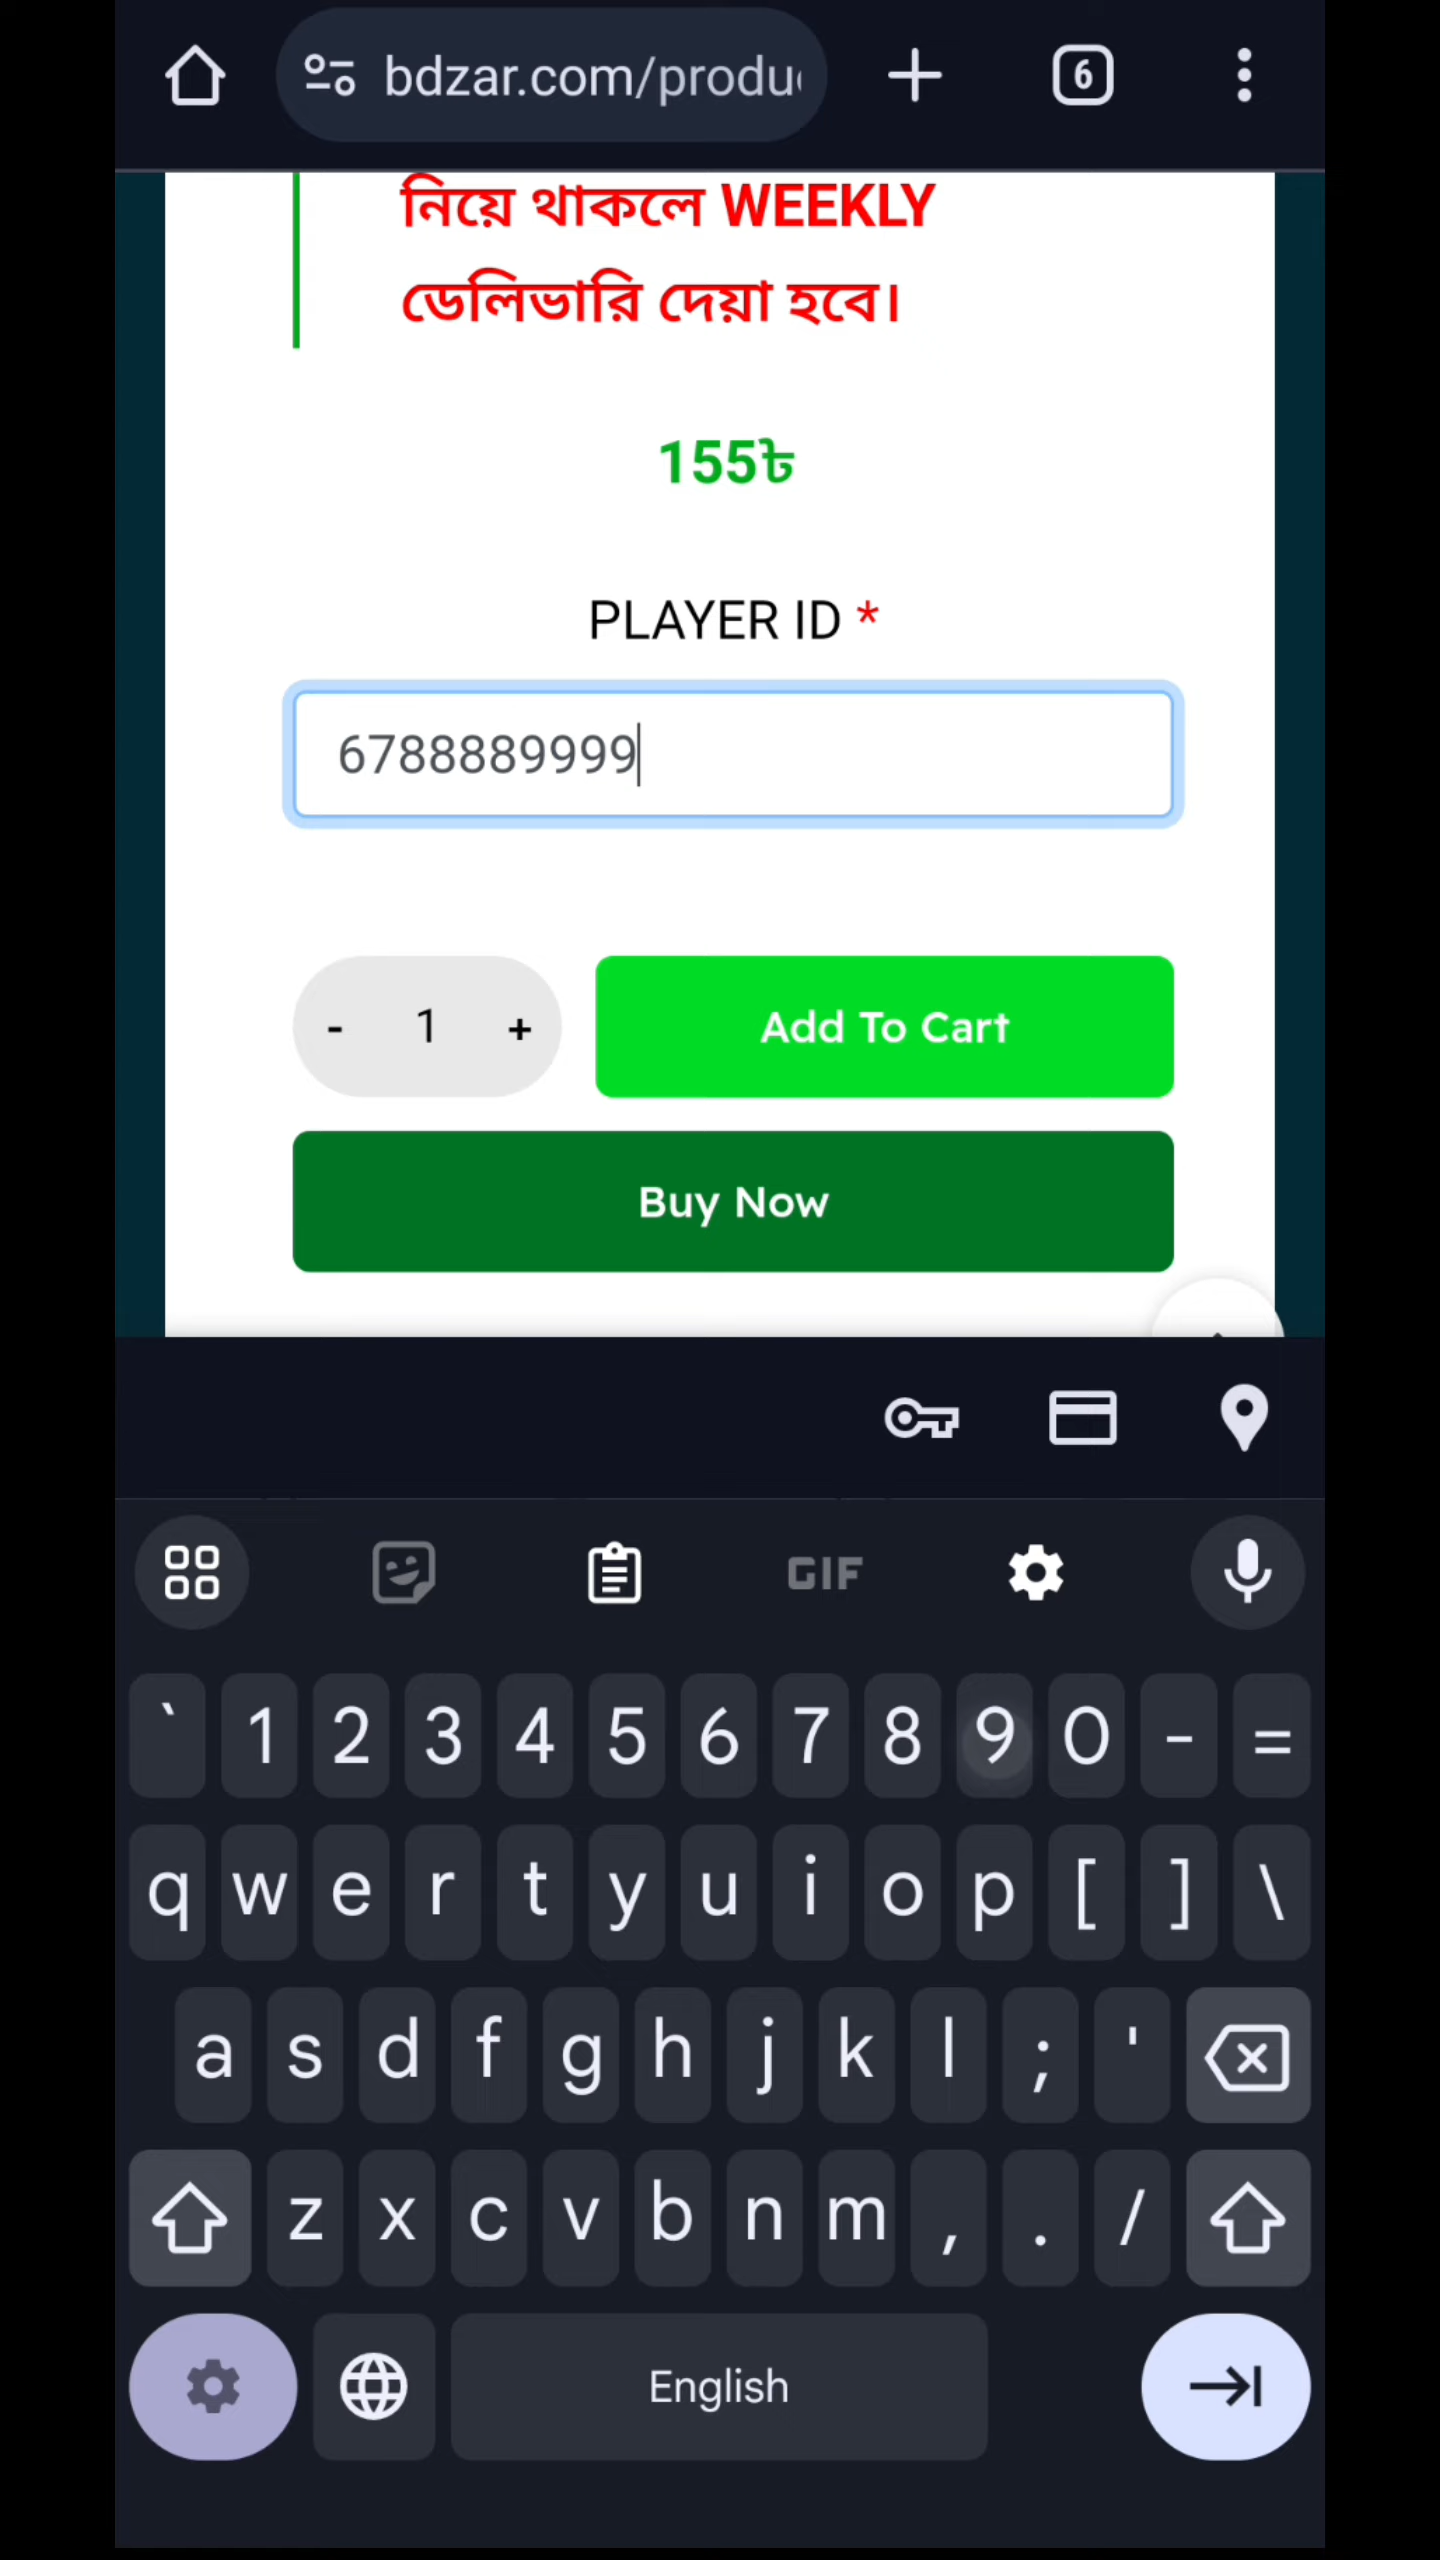 bdzar.com/produ
6
নিয়ে থাকলে WEEKLY
ডেলিভারি দেয়া হবে।
155৳
PLAYER ID *
6788889999
- 1 +
Add To Cart
Buy Now
GIF
` 1 2 3 4 5 6 7 8 9 0 - =
q w e r t y u i o p [ ] \
a s d f g h j k l ; '
z x c v b n m , . /
English